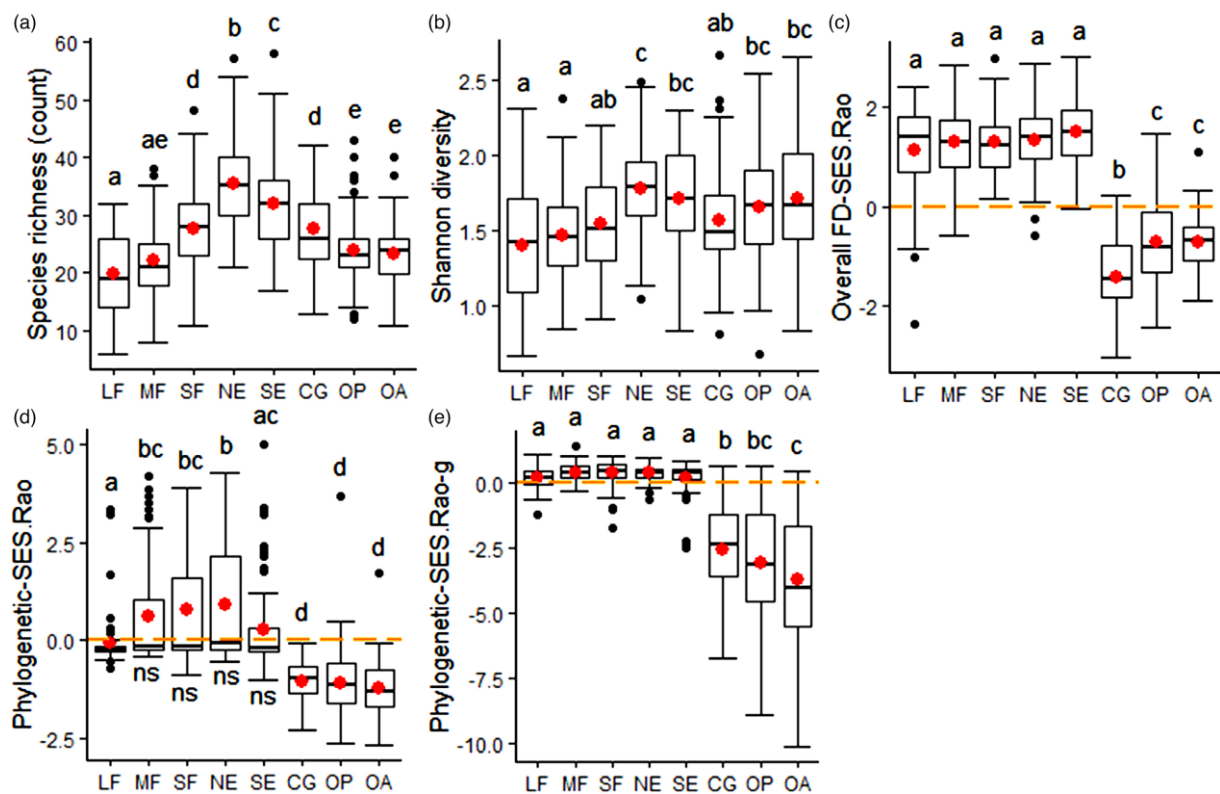 (a)
Species richness (count)
60
50
40
30
20
10
a
ae
d
b
c
d
e
e
LF MF SF NE SE CG OP OA
(b)
Shannon diversity
2.5
2.0
1.5
1.0
a
a
ab
c
bc
ab
bc
bc
LF MF SF NE SE CG OP OA
(c)
Overall FD-SES.Rao
2
0
-2
a
a
a
a
a
b
c
c
LF MF SF NE SE CG OP OA
(d)
Phylogenetic-SES.Rao
5.0
2.5
0.0
-2.5
a
bc
bc
b
ac
d
d
d
ns
ns
ns
ns
LF MF SF NE SE CG OP OA
(e)
Phylogenetic-SES.Rao-g
0.0
-2.5
-5.0
-7.5
-10.0
a
a
a
a
a
b
bc
c
LF MF SF NE SE CG OP OA